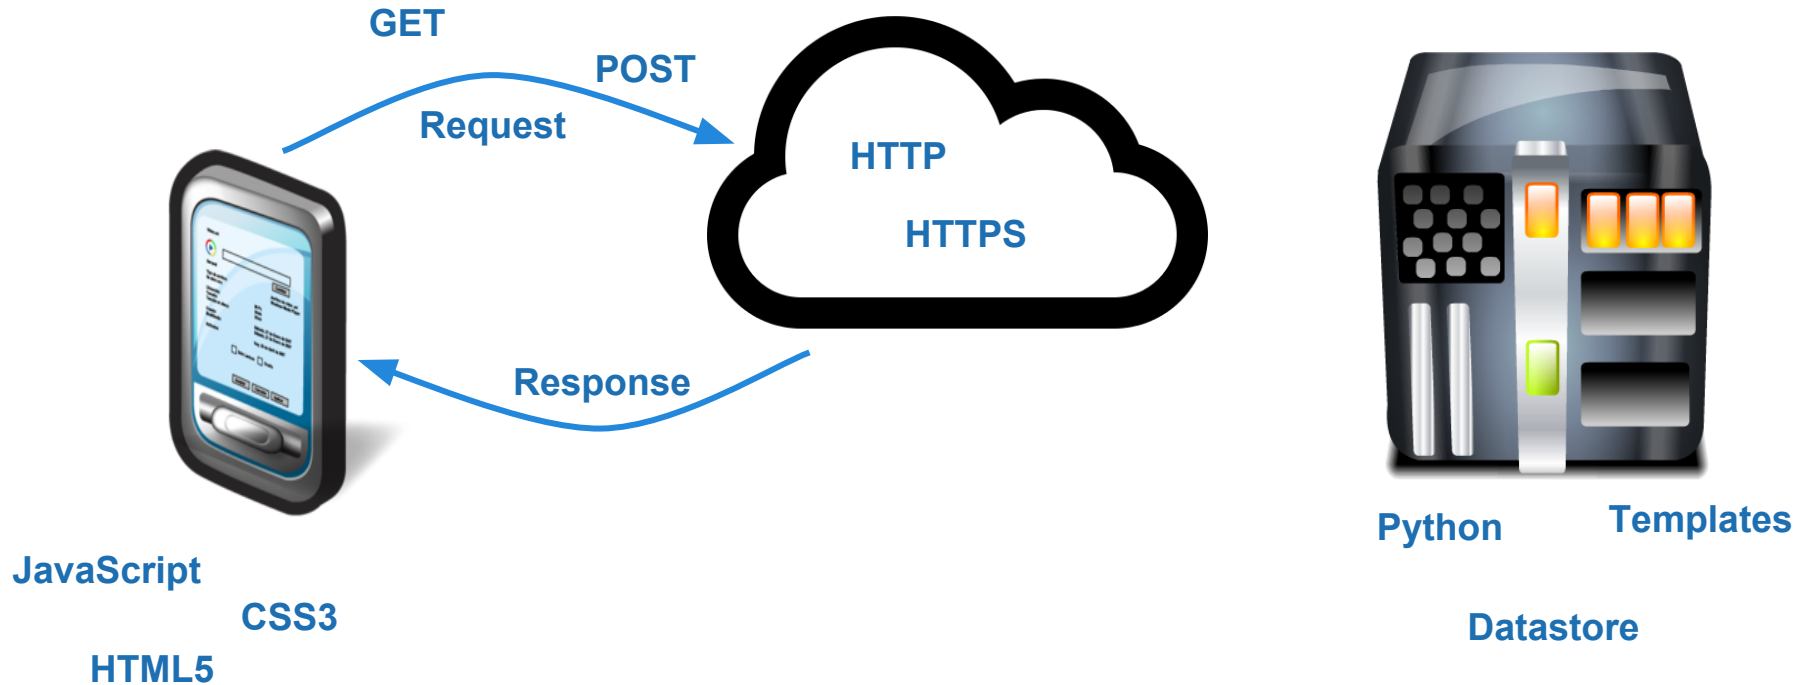 GET
POST
Request
HTTP
HTTPS
Response
Python
Templates
JavaScript
CSS3
Datastore
HTML5